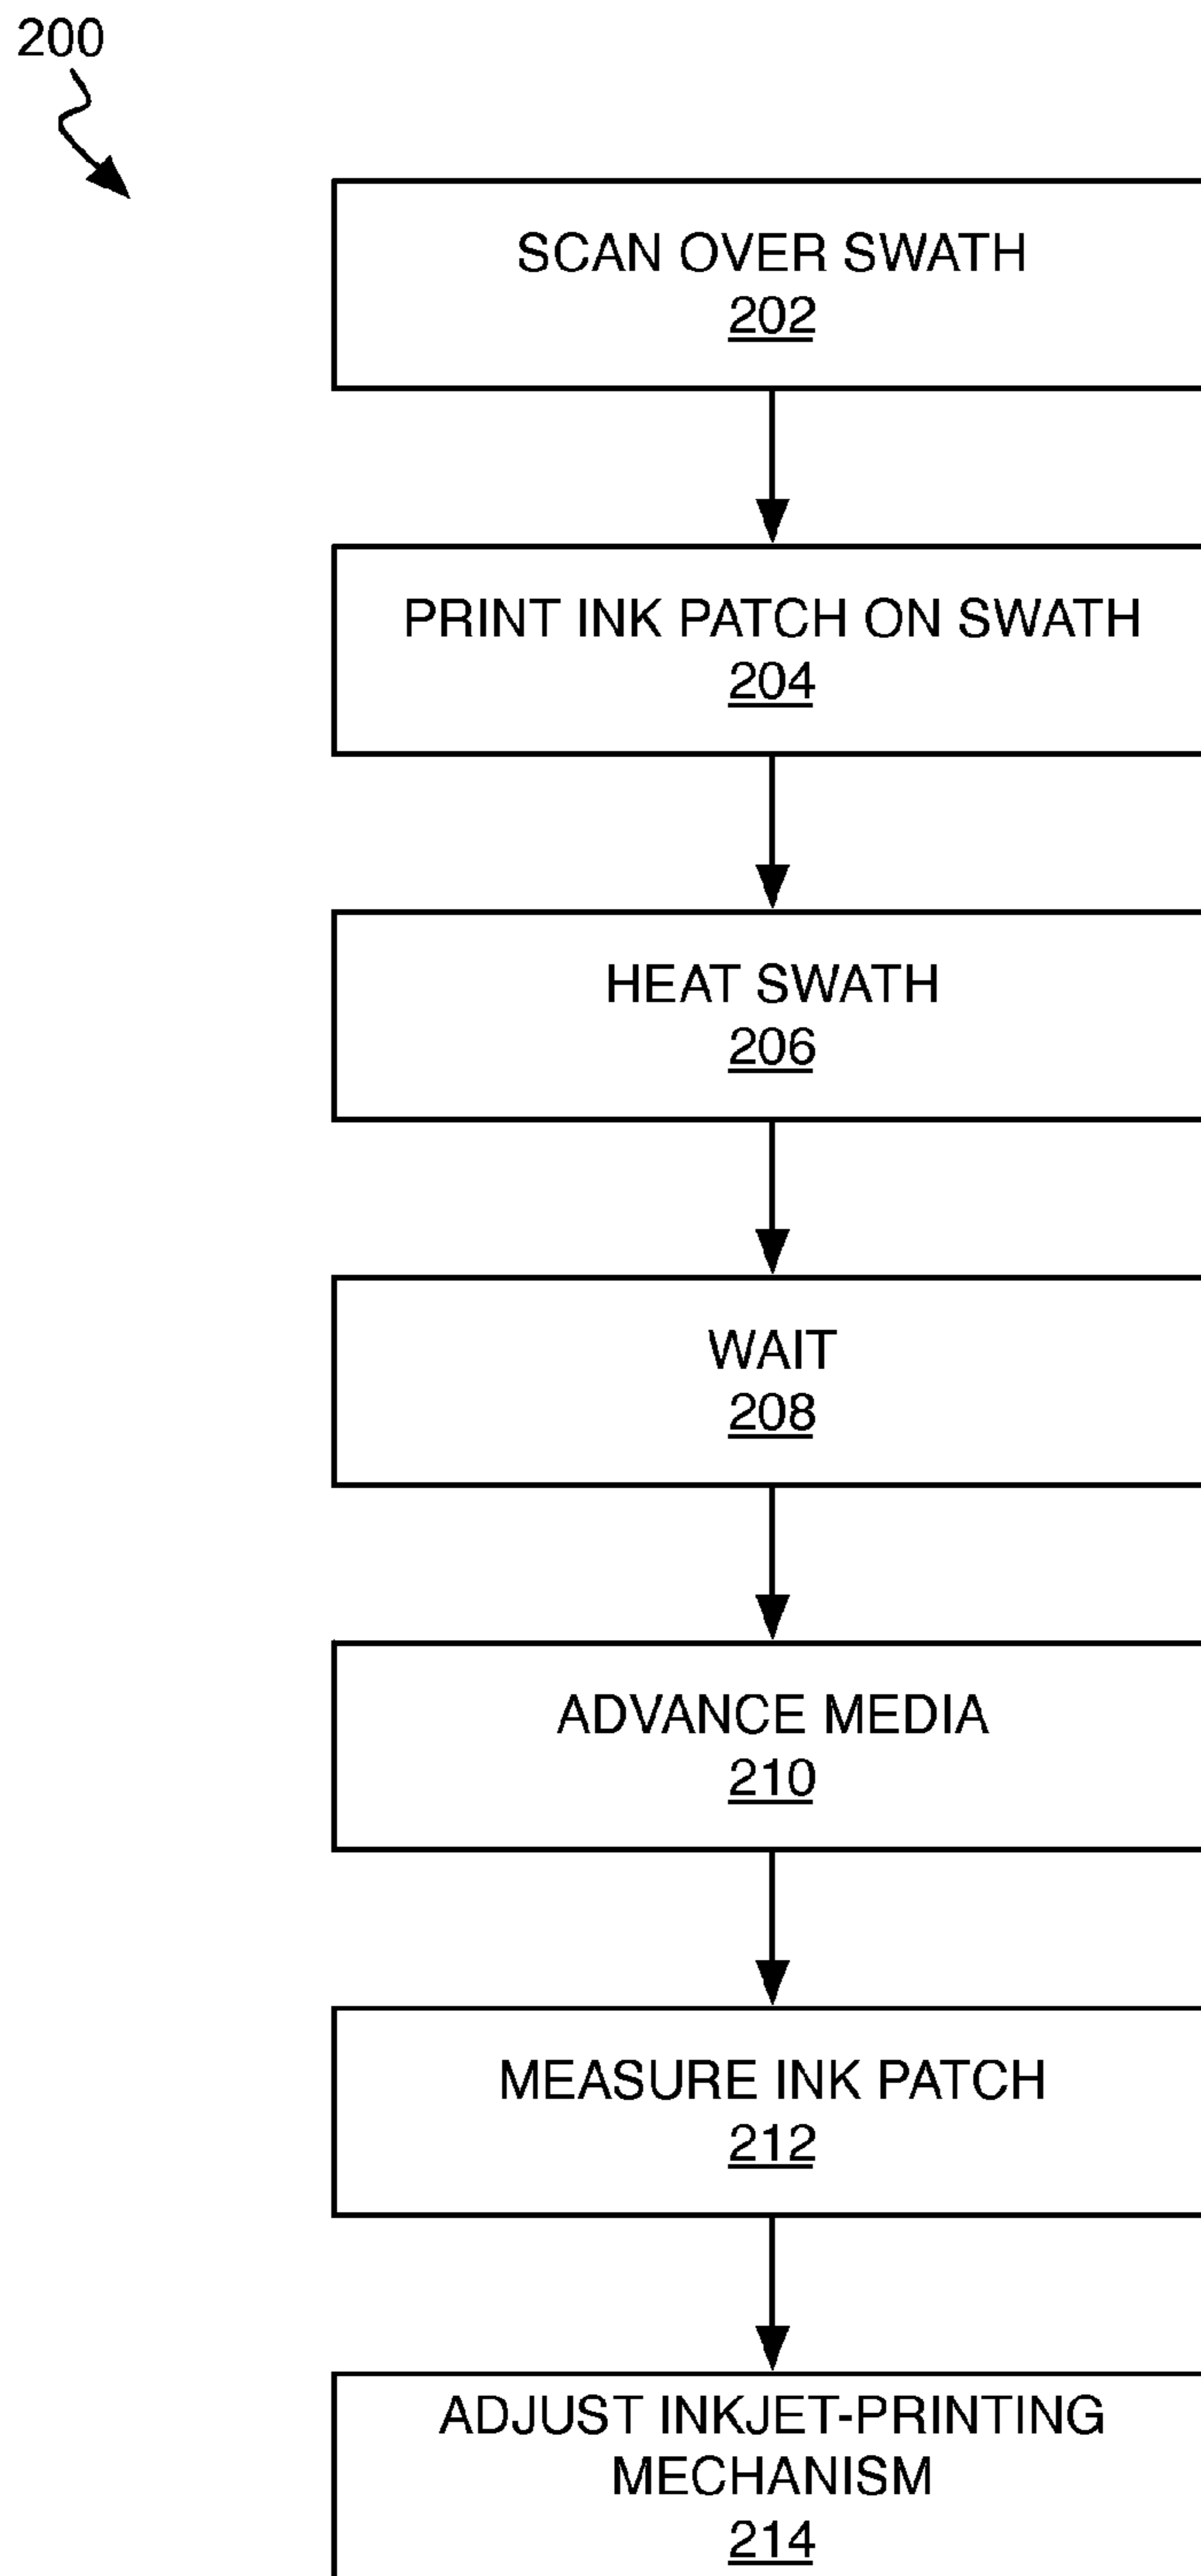 200
SCAN OVER SWATH
202
PRINT INK PATCH ON SWATH
204
HEAT SWATH
206
WAIT
208
ADVANCE MEDIA
210
MEASURE INK PATCH
212
ADJUST INKJET-PRINTING
MECHANISM
214